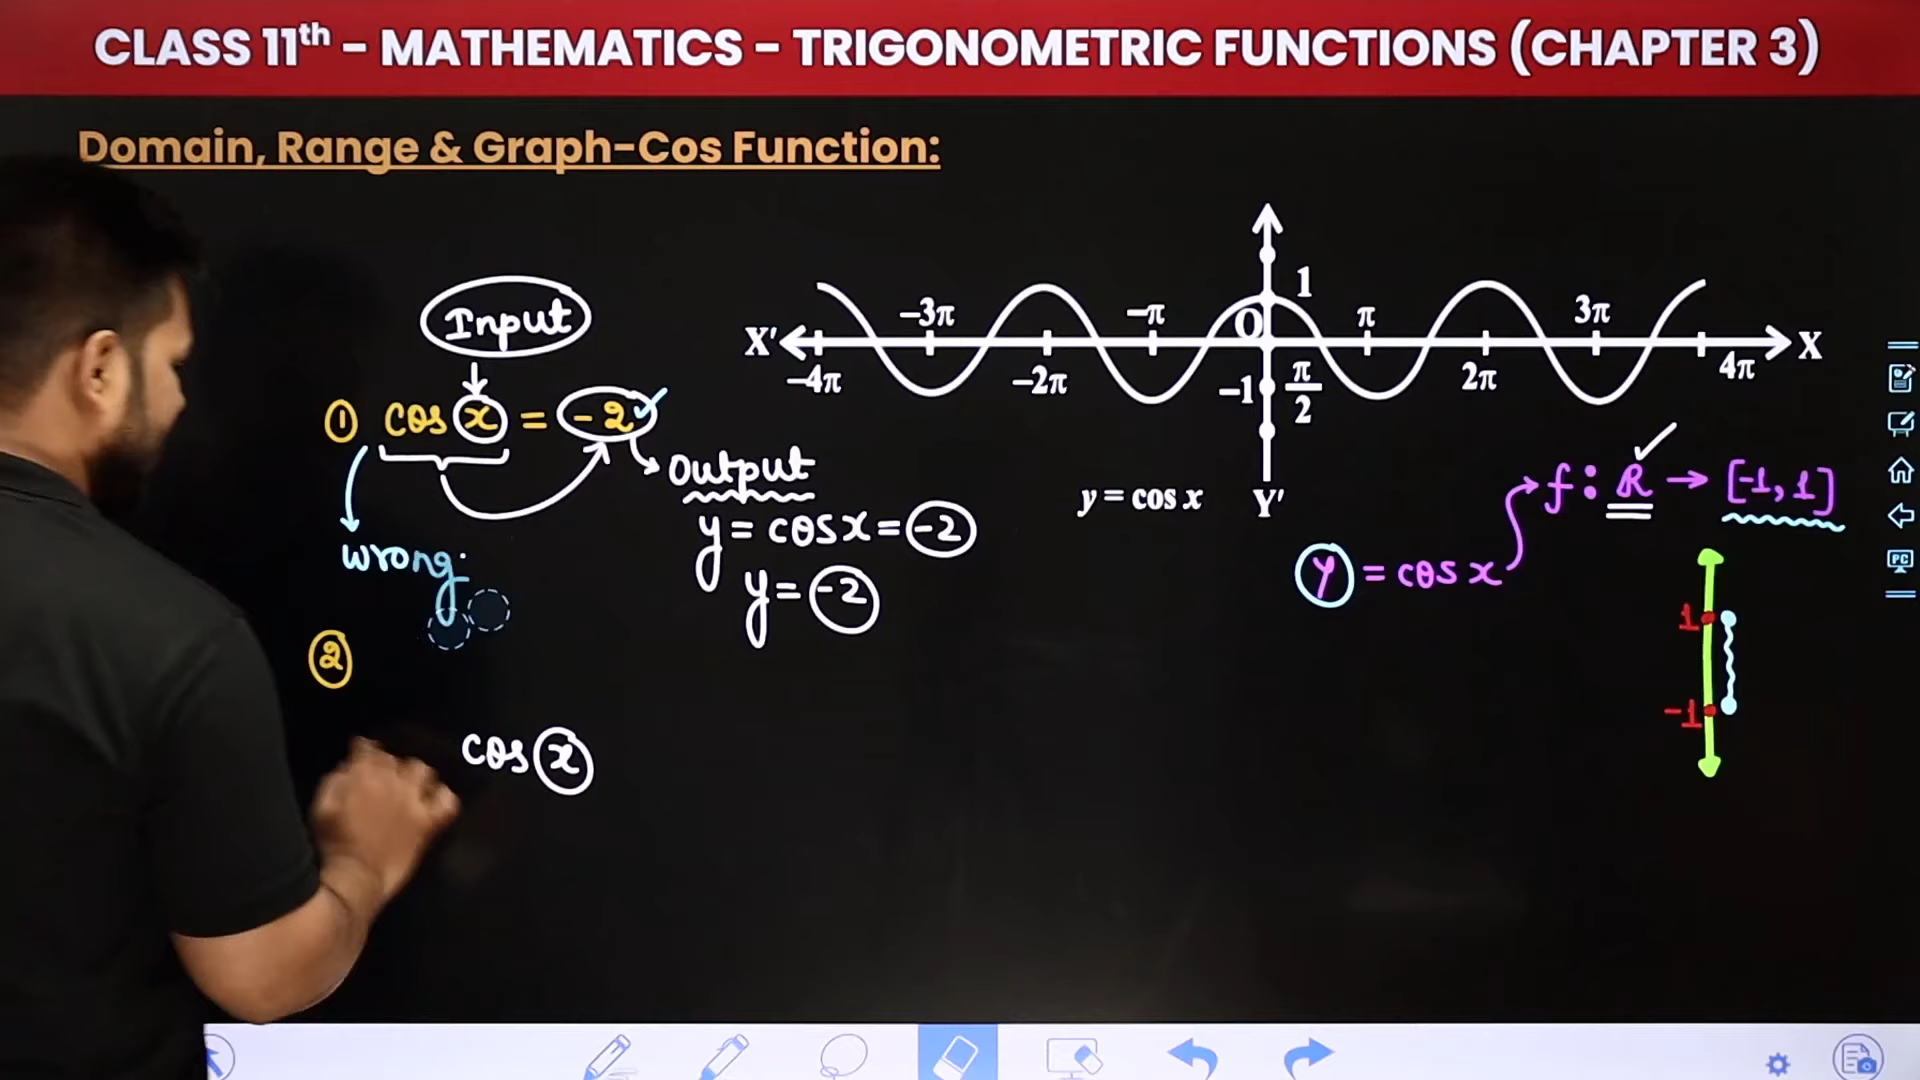 CLASS 11th - MATHEMATICS - TRIGONOMETRIC FUNCTIONS (CHAPTER 3)
Domain, Range & Graph-Cos Function:
Input
① cos x = -2
Output
y = cos x = -2
y = -2
wrong.
②
cos x
X' -4π -3π -2π -π O π/2 π 2π 3π 4π X
1
-1
y = cos x
Y'
f : R → [-1, 1]
y = cos x
1
-1
PC